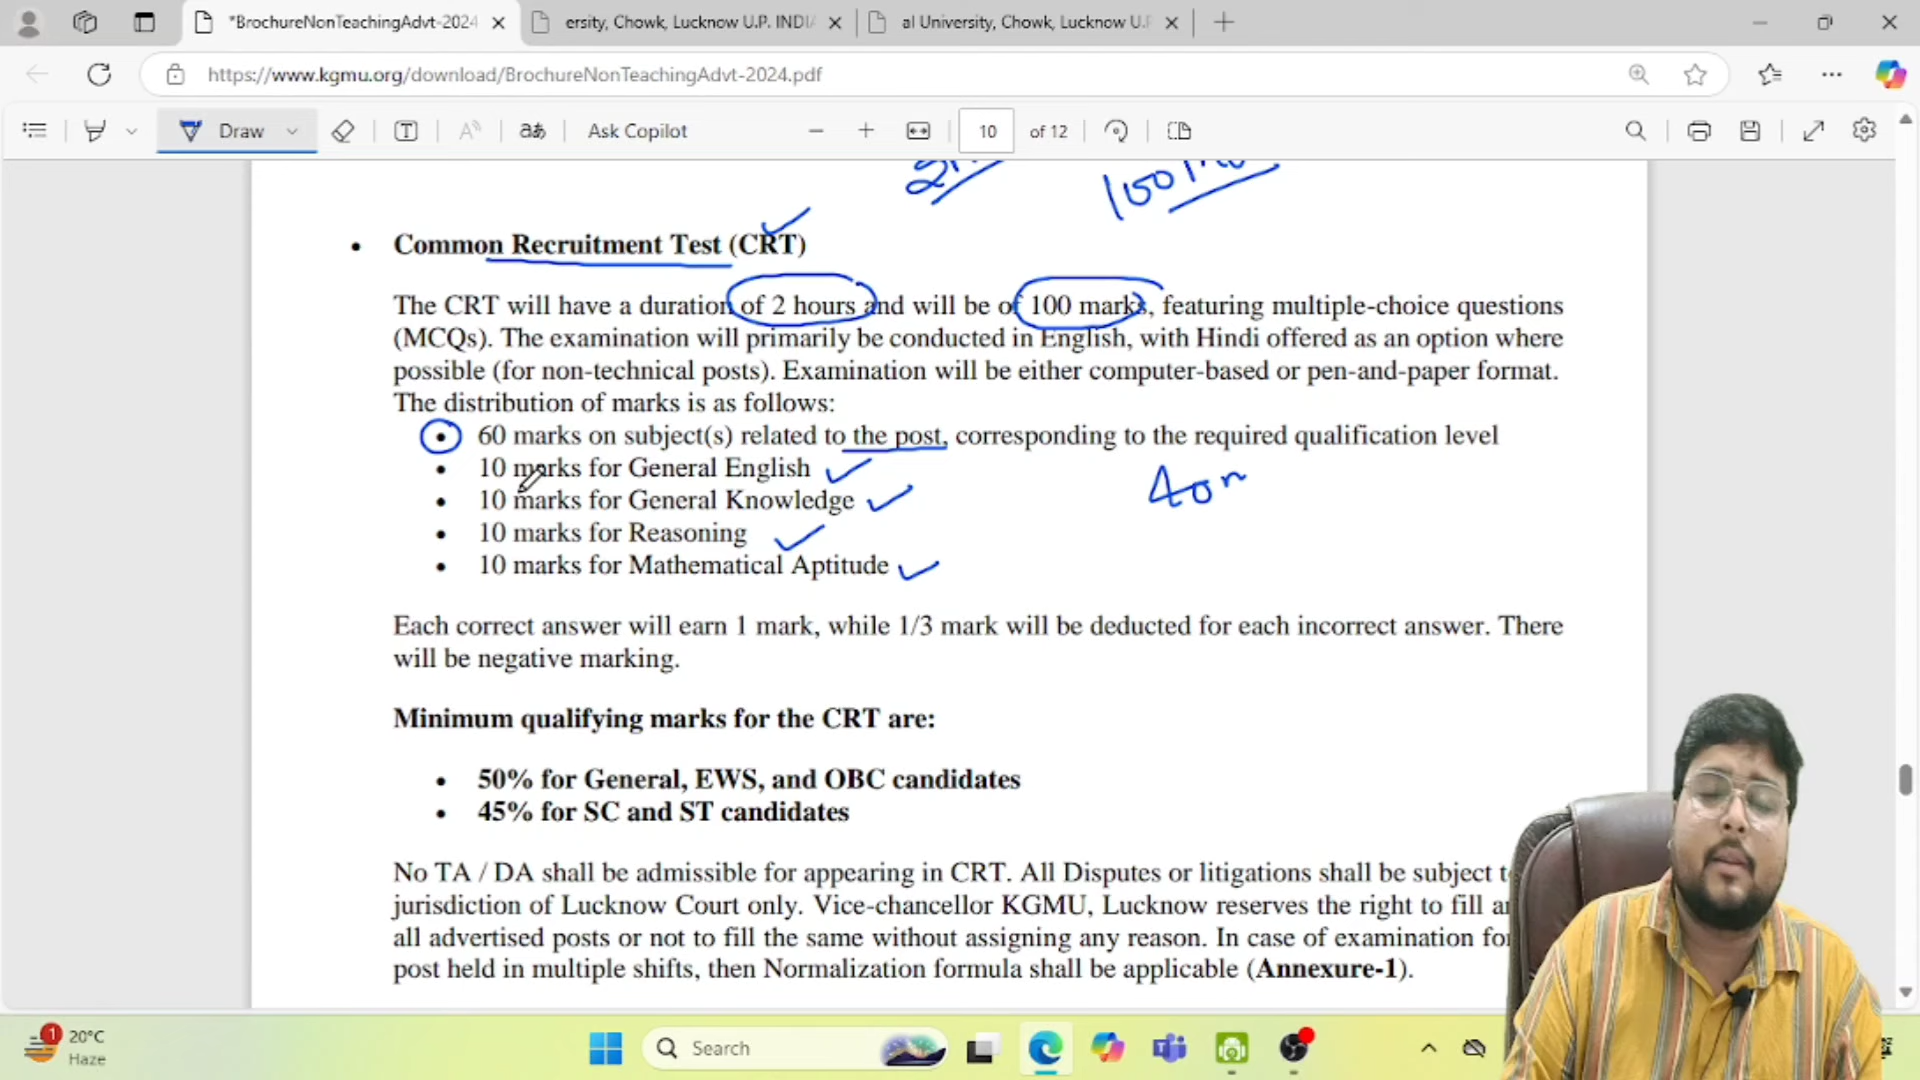 *BrochureNonTeachingAdvt-2024
ersity, Chowk, Lucknow U.P. INDI
al University, Chowk, Lucknow U.P
https://www.kgmu.org/download/BrochureNonTeachingAdvt-2024.pdf
Draw
Ask Copilot
10 of 12
100
• Common Recruitment Test (CRT)
The CRT will have a duration of 2 hours and will be of 100 marks, featuring multiple-choice questions
(MCQs). The examination will primarily be conducted in English, with Hindi offered as an option where
possible (for non-technical posts). Examination will be either computer-based or pen-and-paper format.
The distribution of marks is as follows:
• 60 marks on subject(s) related to the post, corresponding to the required qualification level
• 10 marks for General English
• 10 marks for General Knowledge
40
• 10 marks for Reasoning
• 10 marks for Mathematical Aptitude
Each correct answer will earn 1 mark, while 1/3 mark will be deducted for each incorrect answer. There
will be negative marking.
Minimum qualifying marks for the CRT are:
• 50% for General, EWS, and OBC candidates
• 45% for SC and ST candidates
No TA / DA shall be admissible for appearing in CRT. All Disputes or litigations shall be subject
jurisdiction of Lucknow Court only. Vice-chancellor KGMU, Lucknow reserves the right to fill
all advertised posts or not to fill the same without assigning any reason. In case of examination
post held in multiple shifts, then Normalization formula shall be applicable (Annexure-1).
1
20°C
Haze
Search